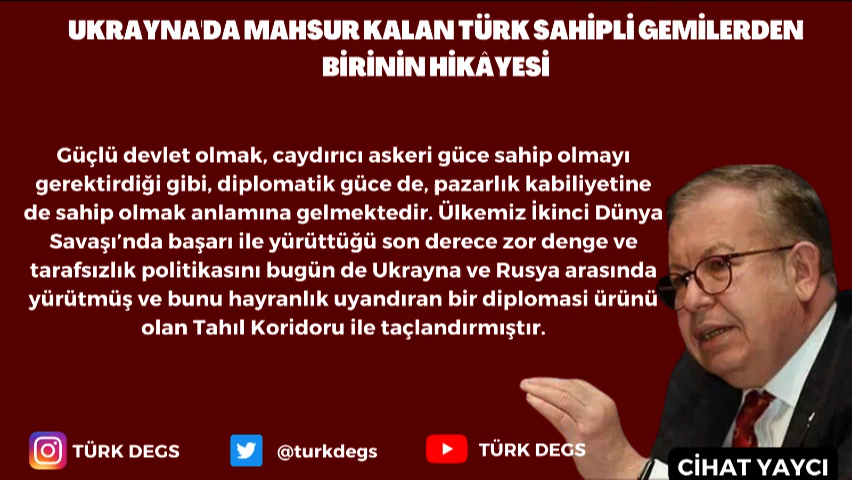 UKRAYNA'DA MAHSUR KALAN TÜRK SAHİPLİ GEMİLERDEN
BİRİNİN HİKÂYESİ
Güçlü devlet olmak, caydırıcı askeri güce sahip olmayı
gerektirdiği gibi, diplomatik güce de, pazarlık kabiliyetine
de sahip olmak anlamına gelmektedir. Ülkemiz İkinci Dünya
Savaşı’nda başarı ile yürüttüğü son derece zor denge ve
tarafsızlık politikasını bugün de Ukrayna ve Rusya arasında
yürütmüş ve bunu hayranlık uyandıran bir diplomasi ürünü
olan Tahıl Koridoru ile taçlandırmıştır.
TÜRK DEGS
@turkdegs
TÜRK DEGS
CİHAT YAYCI